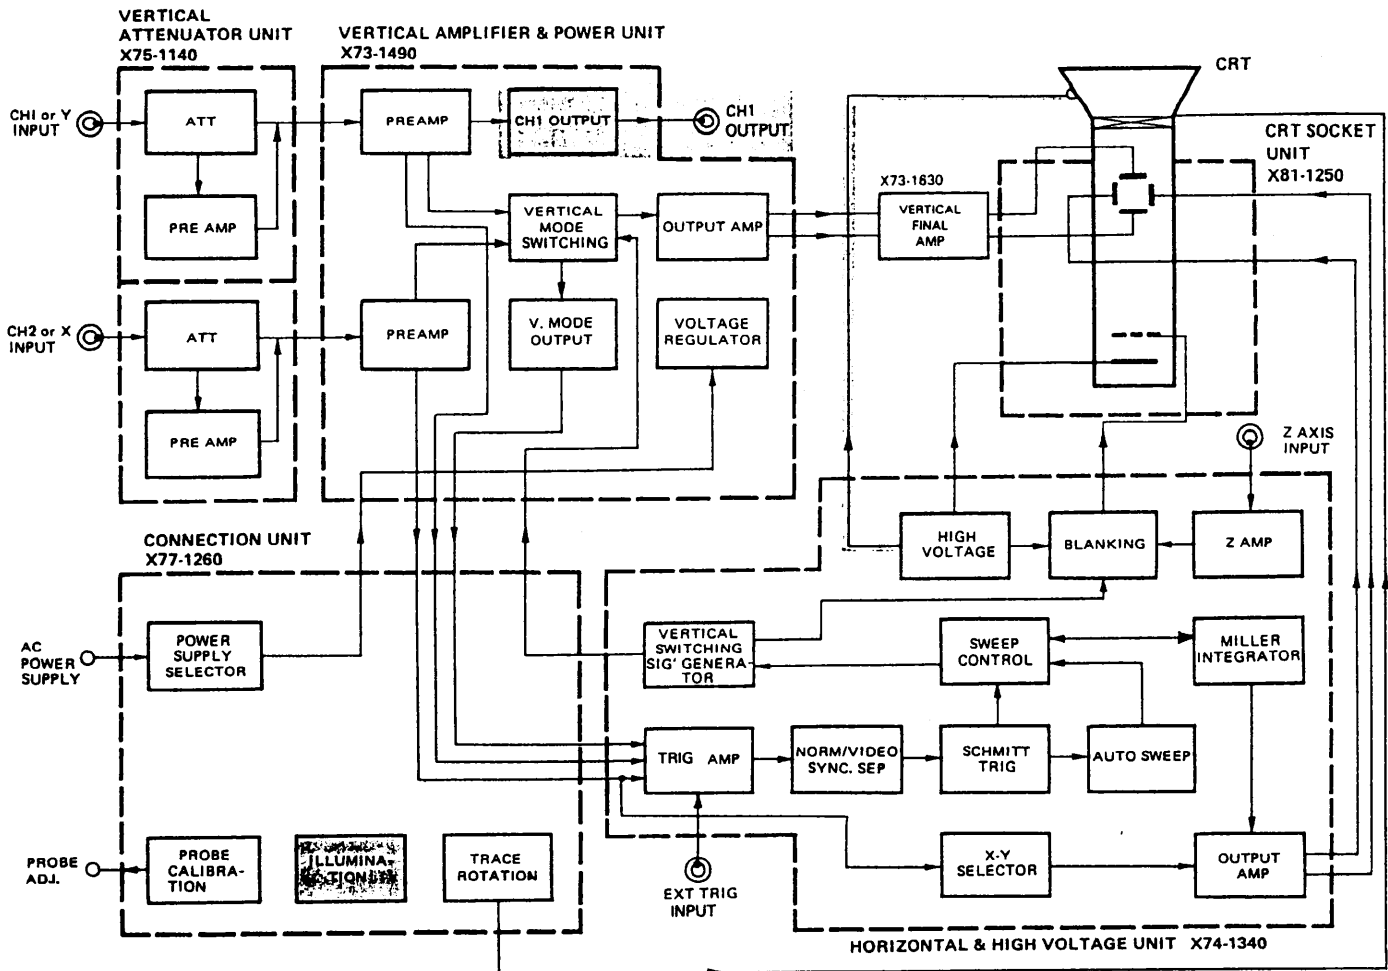 VERTICAL
ATTENUATOR UNIT
X75-1140
VERTICAL AMPLIFIER & POWER UNIT
X73-1490
CRT
CH1 or Y
INPUT
ATT
PREAMP
CH1 OUTPUT
CH1
OUTPUT
CRT SOCKET
UNIT
X81-1250
PRE AMP
VERTICAL
MODE
SWITCHING
OUTPUT AMP
X73-1630
VERTICAL
FINAL
AMP
CH2 or X
INPUT
ATT
PREAMP
V. MODE
OUTPUT
VOLTAGE
REGULATOR
PRE AMP
Z AXIS
INPUT
CONNECTION UNIT
X77-1260
HIGH
VOLTAGE
BLANKING
Z AMP
AC
POWER
SUPPLY
POWER
SUPPLY
SELECTOR
VERTICAL
SWITCHING
SIG' GENERA-
TOR
SWEEP
CONTROL
MILLER
INTEGRATOR
TRIG AMP
NORM/VIDEO
SYNC. SEP
SCHMITT
TRIG
AUTO SWEEP
PROBE
ADJ.
PROBE
CALIBRA-
TION
ILLUMINA-
TION
TRACE
ROTATION
EXT TRIG
INPUT
X-Y
SELECTOR
OUTPUT
AMP
HORIZONTAL & HIGH VOLTAGE UNIT X74-1340